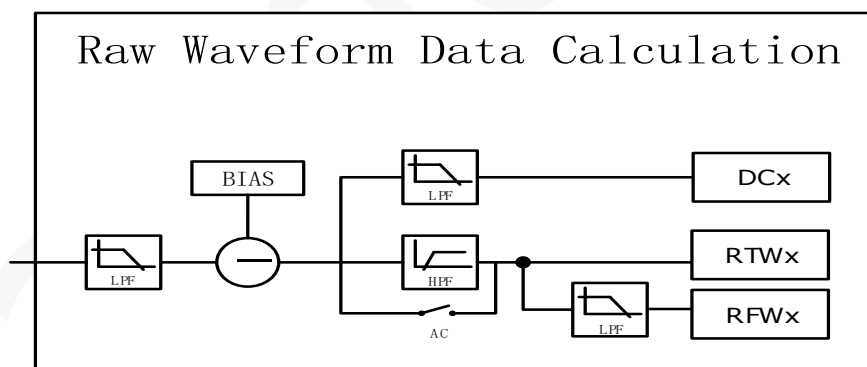 Raw Waveform Data Calculation
BIAS
LPF
DCx
LPF
HPF
RTWx
AC
LPF
RFWx